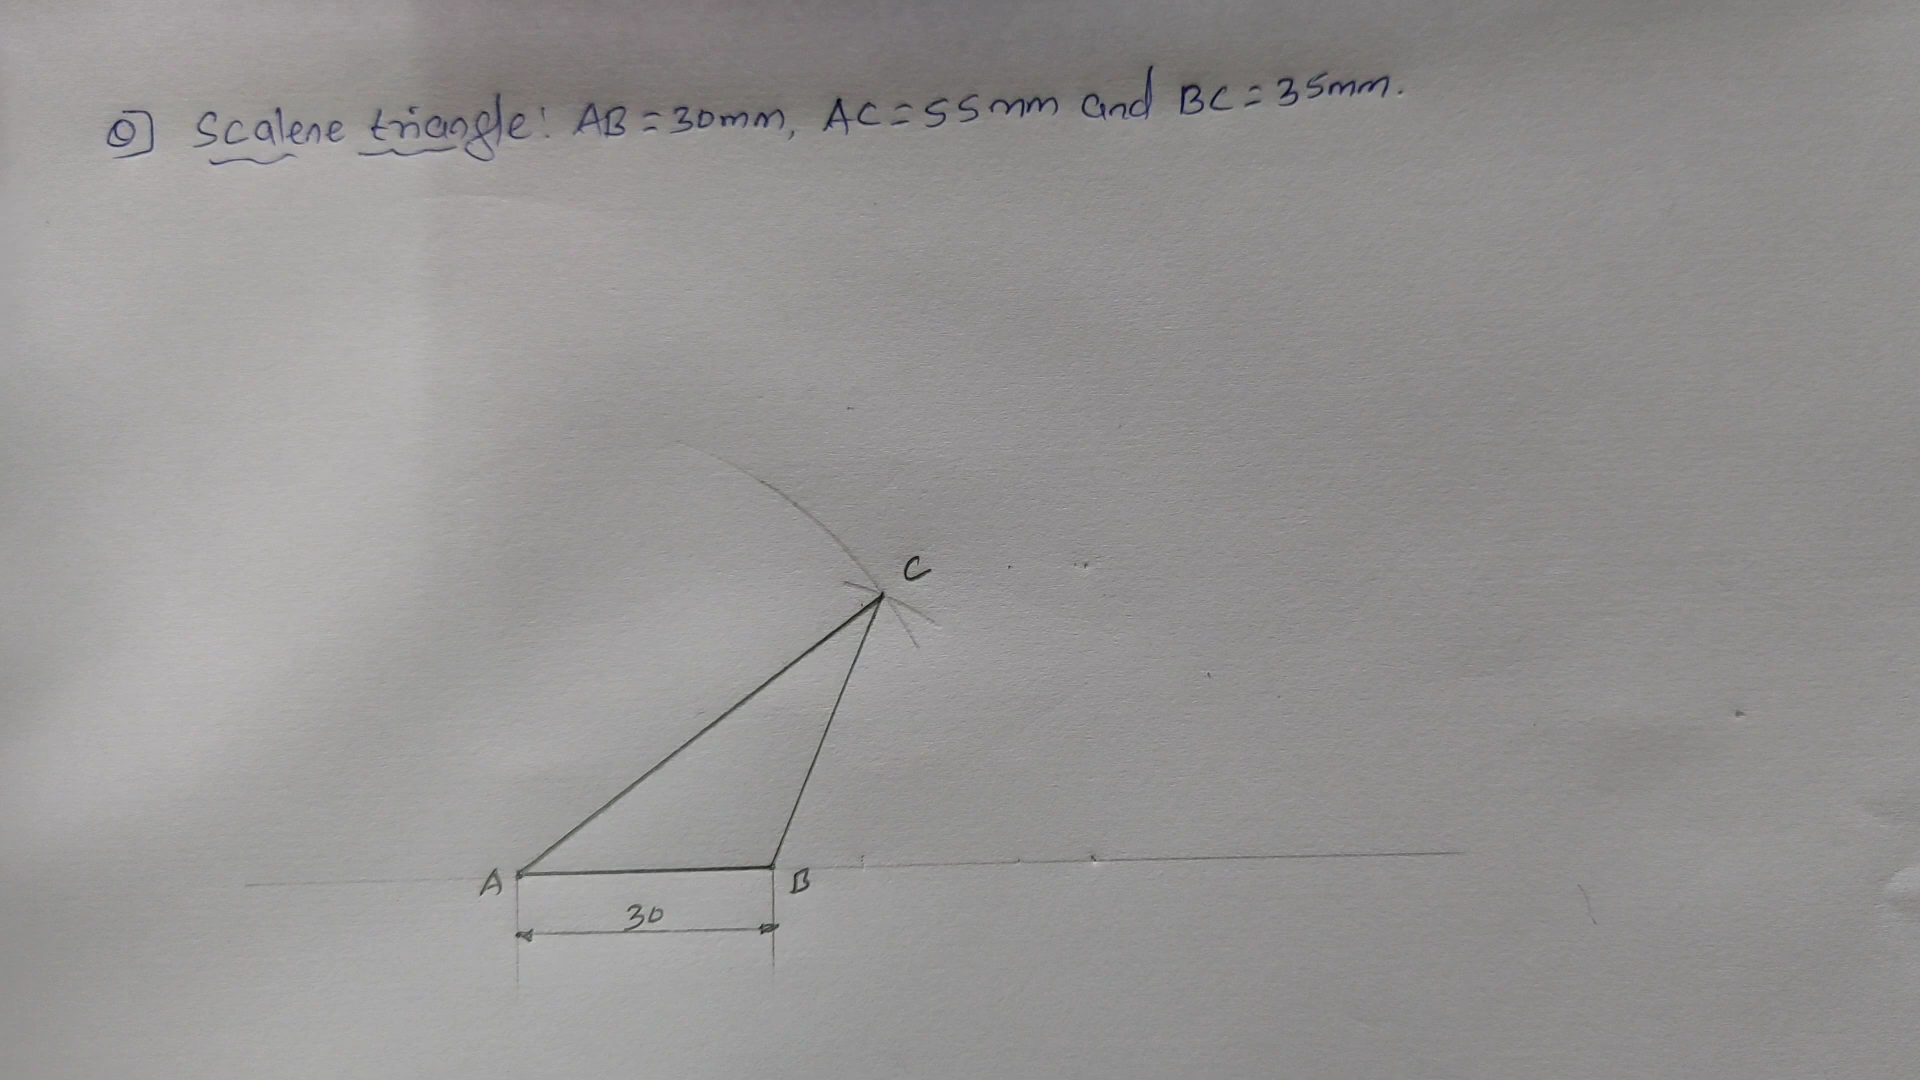 ⊙] Scalene triangle: AB = 30mm, AC = 55mm and BC = 35mm.
C
A
B
30